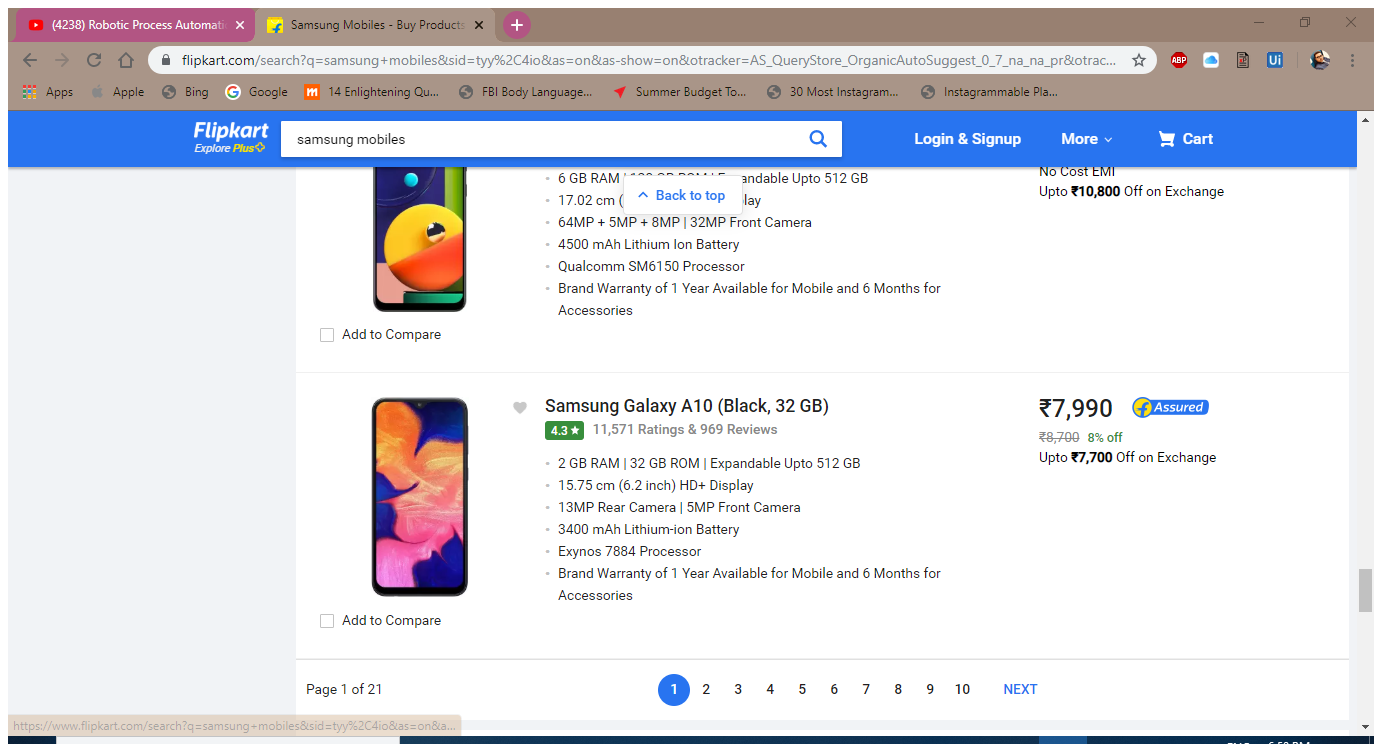 (4238) Robotic Process Automati
Samsung Mobiles - Buy Products
flipkart.com/search?q=samsung+mobiles&sid=tyy%2C4io&as=on&as-show=on&otracker=AS_QueryStore_OrganicAutoSuggest_0_7_na_na_pr&otrac...
ABP
Ui
Apps Apple Bing Google 14 Enlightening Qu... FBI Body Language... Summer Budget To... 30 Most Instagram... Instagrammable Pla...
Flipkart
Explore Plus
samsung mobiles
Login & Signup More Cart
No Cost EMI
Upto ₹10,800 Off on Exchange
Back to top
6 GB RAM | GB ROM | Expandable Upto 512 GB
17.02 cm
64MP + 5MP + 8MP | 32MP Front Camera
4500 mAh Lithium Ion Battery
Qualcomm SM6150 Processor
Brand Warranty of 1 Year Available for Mobile and 6 Months for
Accessories
Add to Compare
Samsung Galaxy A10 (Black, 32 GB)
4.3★ 11,571 Ratings & 969 Reviews
2 GB RAM | 32 GB ROM | Expandable Upto 512 GB
15.75 cm (6.2 inch) HD+ Display
13MP Rear Camera | 5MP Front Camera
3400 mAh Lithium-ion Battery
Exynos 7884 Processor
Brand Warranty of 1 Year Available for Mobile and 6 Months for
Accessories
₹7,990 Assured
₹8,700 8% off
Upto ₹7,700 Off on Exchange
Add to Compare
Page 1 of 21
1 2 3 4 5 6 7 8 9 10 NEXT
https://www.flipkart.com/search?q=samsung+mobiles&sid=tyy%2C4io&as=on&a...